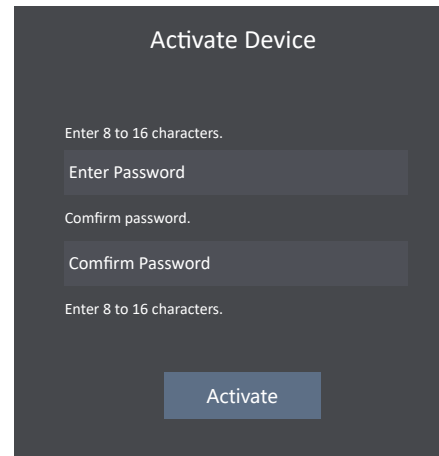 Activate Device
Enter 8 to 16 characters.
Enter Password
Comfirm password.
Comfirm Password
Enter 8 to 16 characters.
Activate